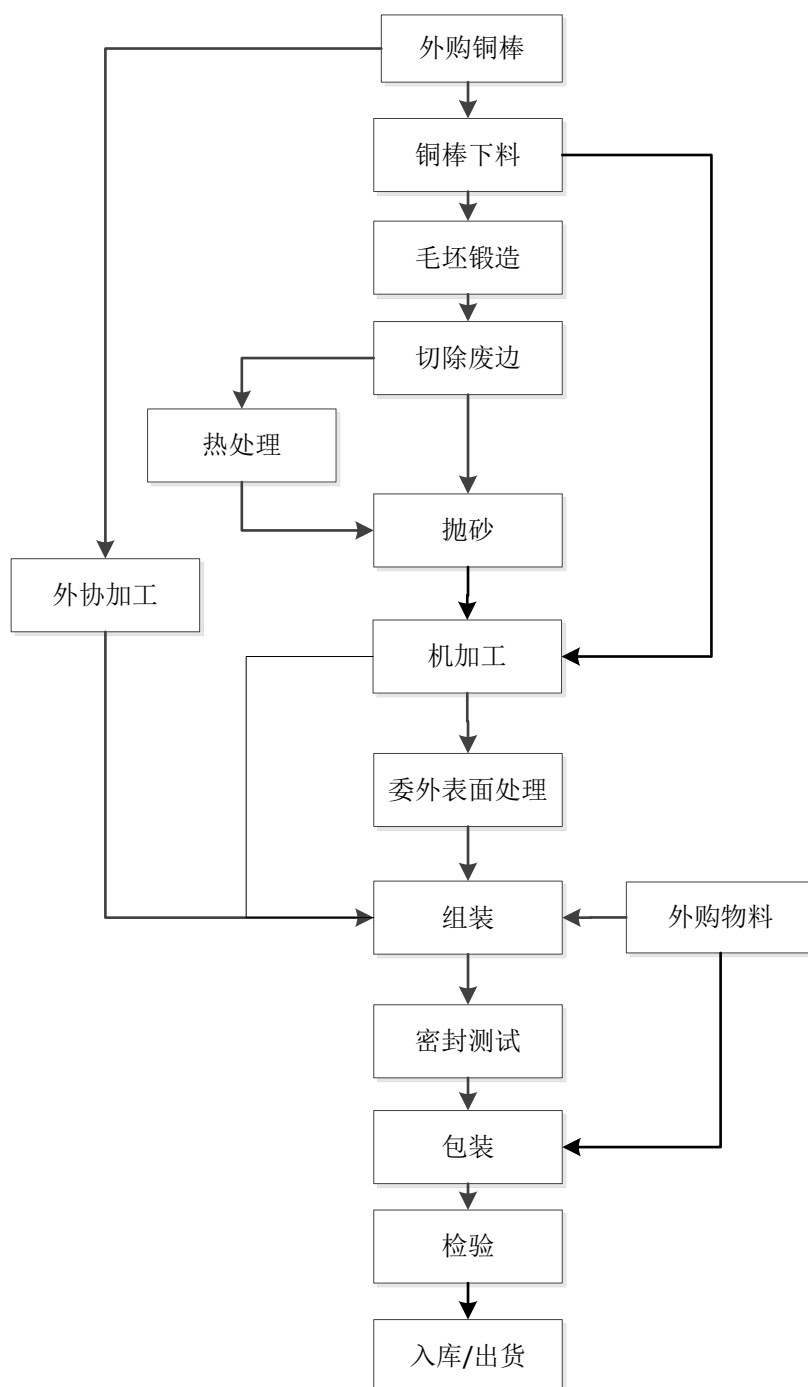 外购铜棒
铜棒下料
毛坯锻造
切除废边
热处理
抛砂
外协加工
机加工
委外表面处理
组装
外购物料
密封测试
包装
检验
入库/出货